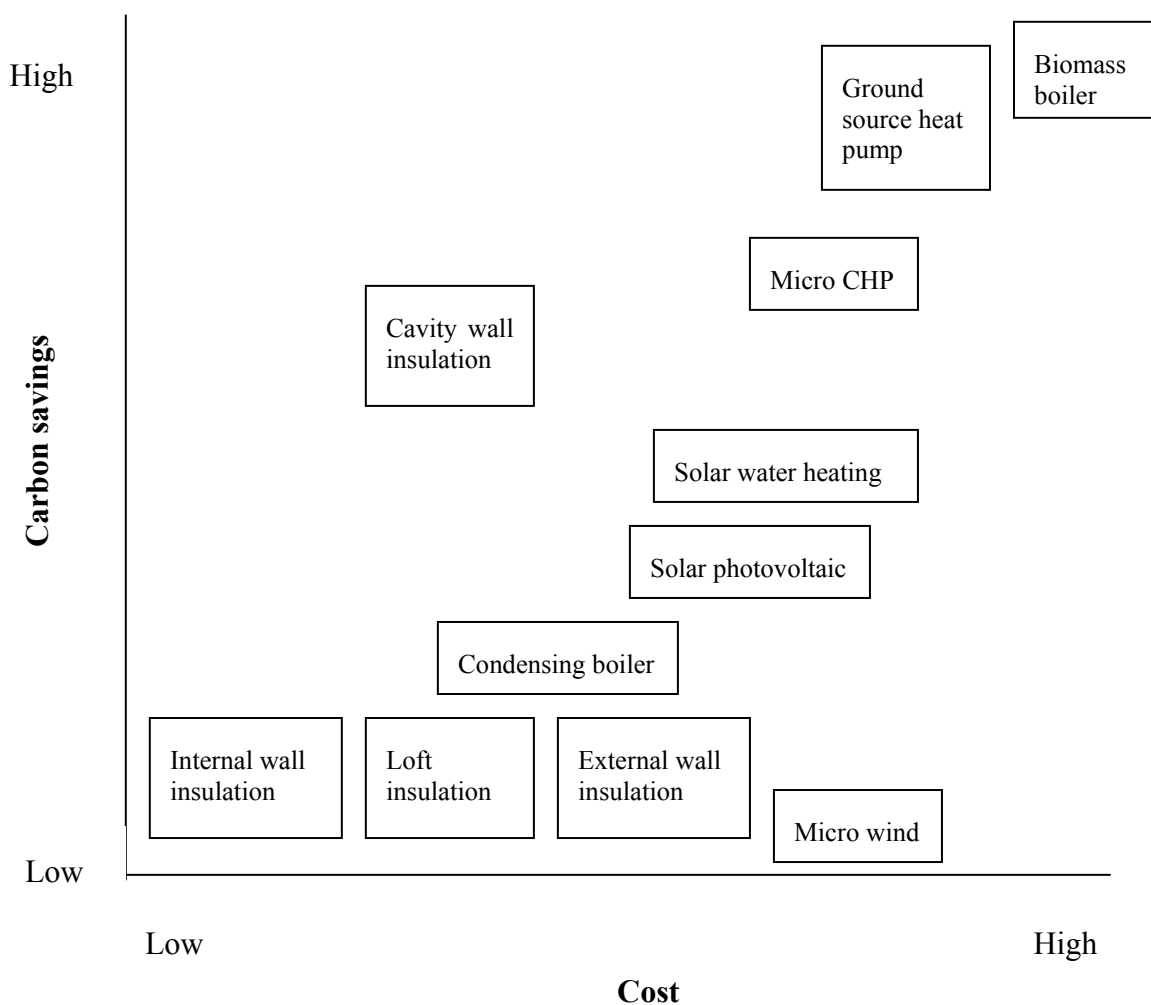 High
Biomass
boiler
Ground
source heat
pump
Micro CHP
Cavity wall
insulation
Carbon savings
Solar water heating
Solar photovoltaic
Condensing boiler
Internal wall
insulation
Loft
insulation
External wall
insulation
Micro wind
Low
Low
High
Cost